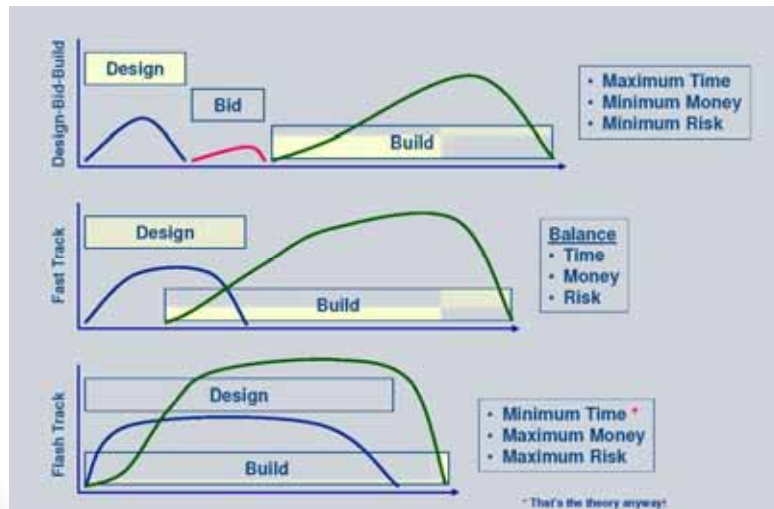 Design-Bid-Build
Design
Bid
Build
• Maximum Time
• Minimum Money
• Minimum Risk
Fast Track
Design
Build
Balance
• Time
• Money
• Risk
Flash Track
Design
Build
• Minimum Time *
• Maximum Money
• Maximum Risk
* That's the theory anyway!